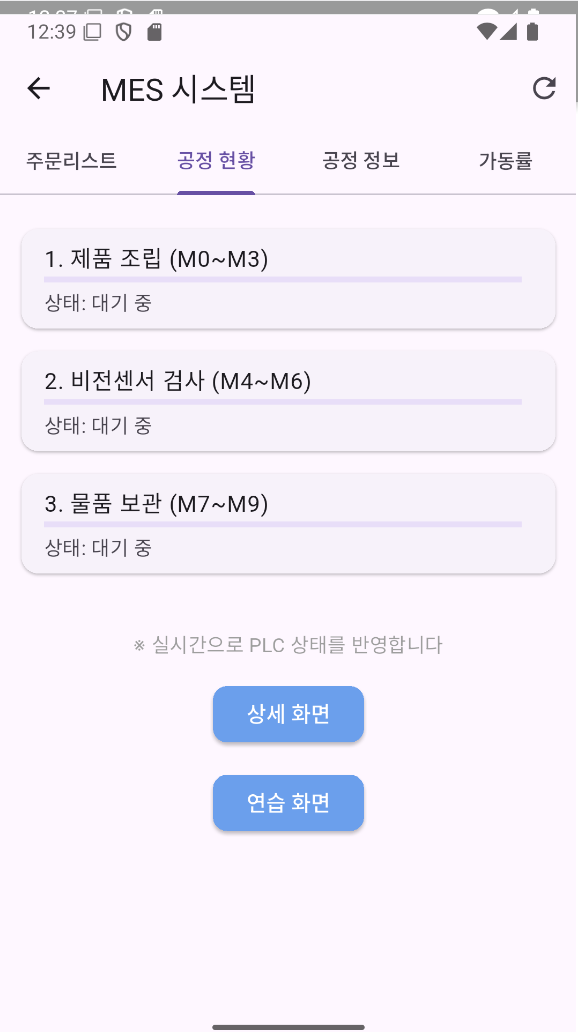 12:39
MES 시스템
주문리스트 공정 현황 공정 정보 가동률
1. 제품 조립 (M0~M3)
상태: 대기 중
2. 비전센서 검사 (M4~M6)
상태: 대기 중
3. 물품 보관 (M7~M9)
상태: 대기 중
※ 실시간으로 PLC 상태를 반영합니다
상세 화면
연습 화면